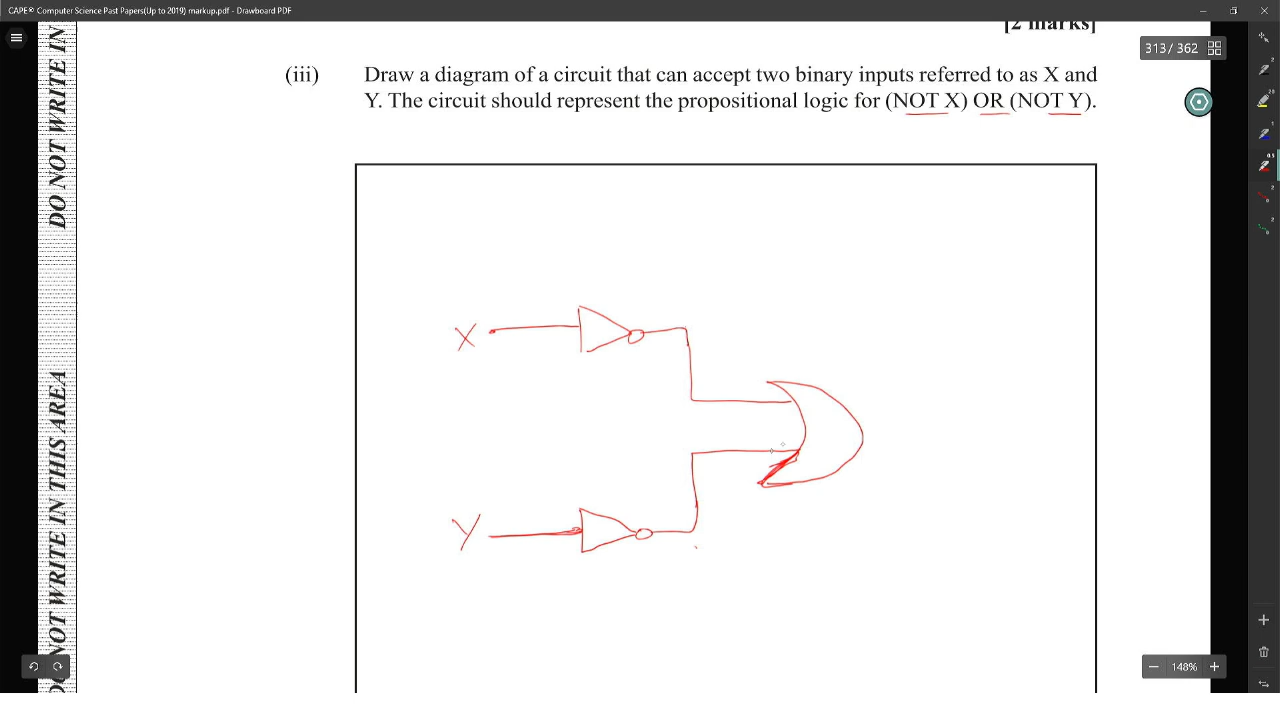 CAPE® Computer Science Past Papers(Up to 2019) markup.pdf - Drawboard PDF
[2 marks]
313 / 362
(iii) Draw a diagram of a circuit that can accept two binary inputs referred to as X and
Y. The circuit should represent the propositional logic for (NOT X) OR (NOT Y).
DO NOT WRITE IN
DO NOT WRITE IN THIS AREA
X
Y
148%